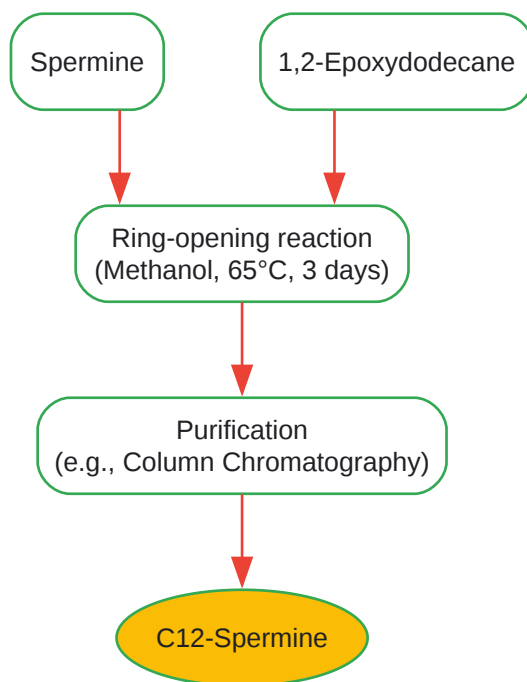 Spermine
1,2-Epoxydodecane
Ring-opening reaction
(Methanol, 65°C, 3 days)
Purification
(e.g., Column Chromatography)
C12-Spermine